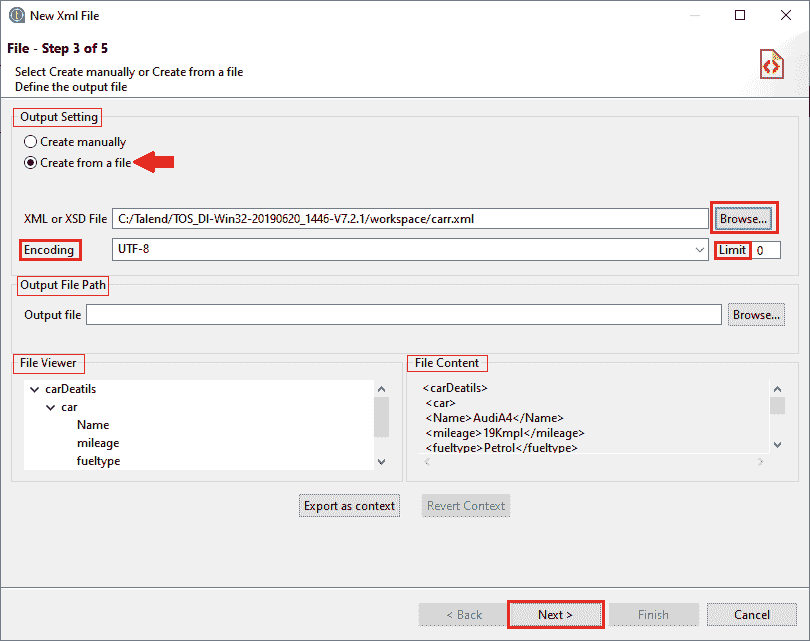 New Xml File
File - Step 3 of 5
Select Create manually or Create from a file
Define the output file
Output Setting
Create manually
Create from a file
XML or XSD File C:/Talend/TOS_DI-Win32-20190620_1446-V7.2.1/workspace/carr.xml Browse...
Encoding UTF-8 Limit 0
Output File Path
Output file Browse...
File Viewer
carDeatils
car
Name
mileage
fueltype
File Content
<carDeatils>
<car>
<Name>AudiA4</Name>
<mileage>19Kmpl</mileage>
<fueltype>Petrol</fueltype>
Export as context Revert Context
< Back Next > Finish Cancel